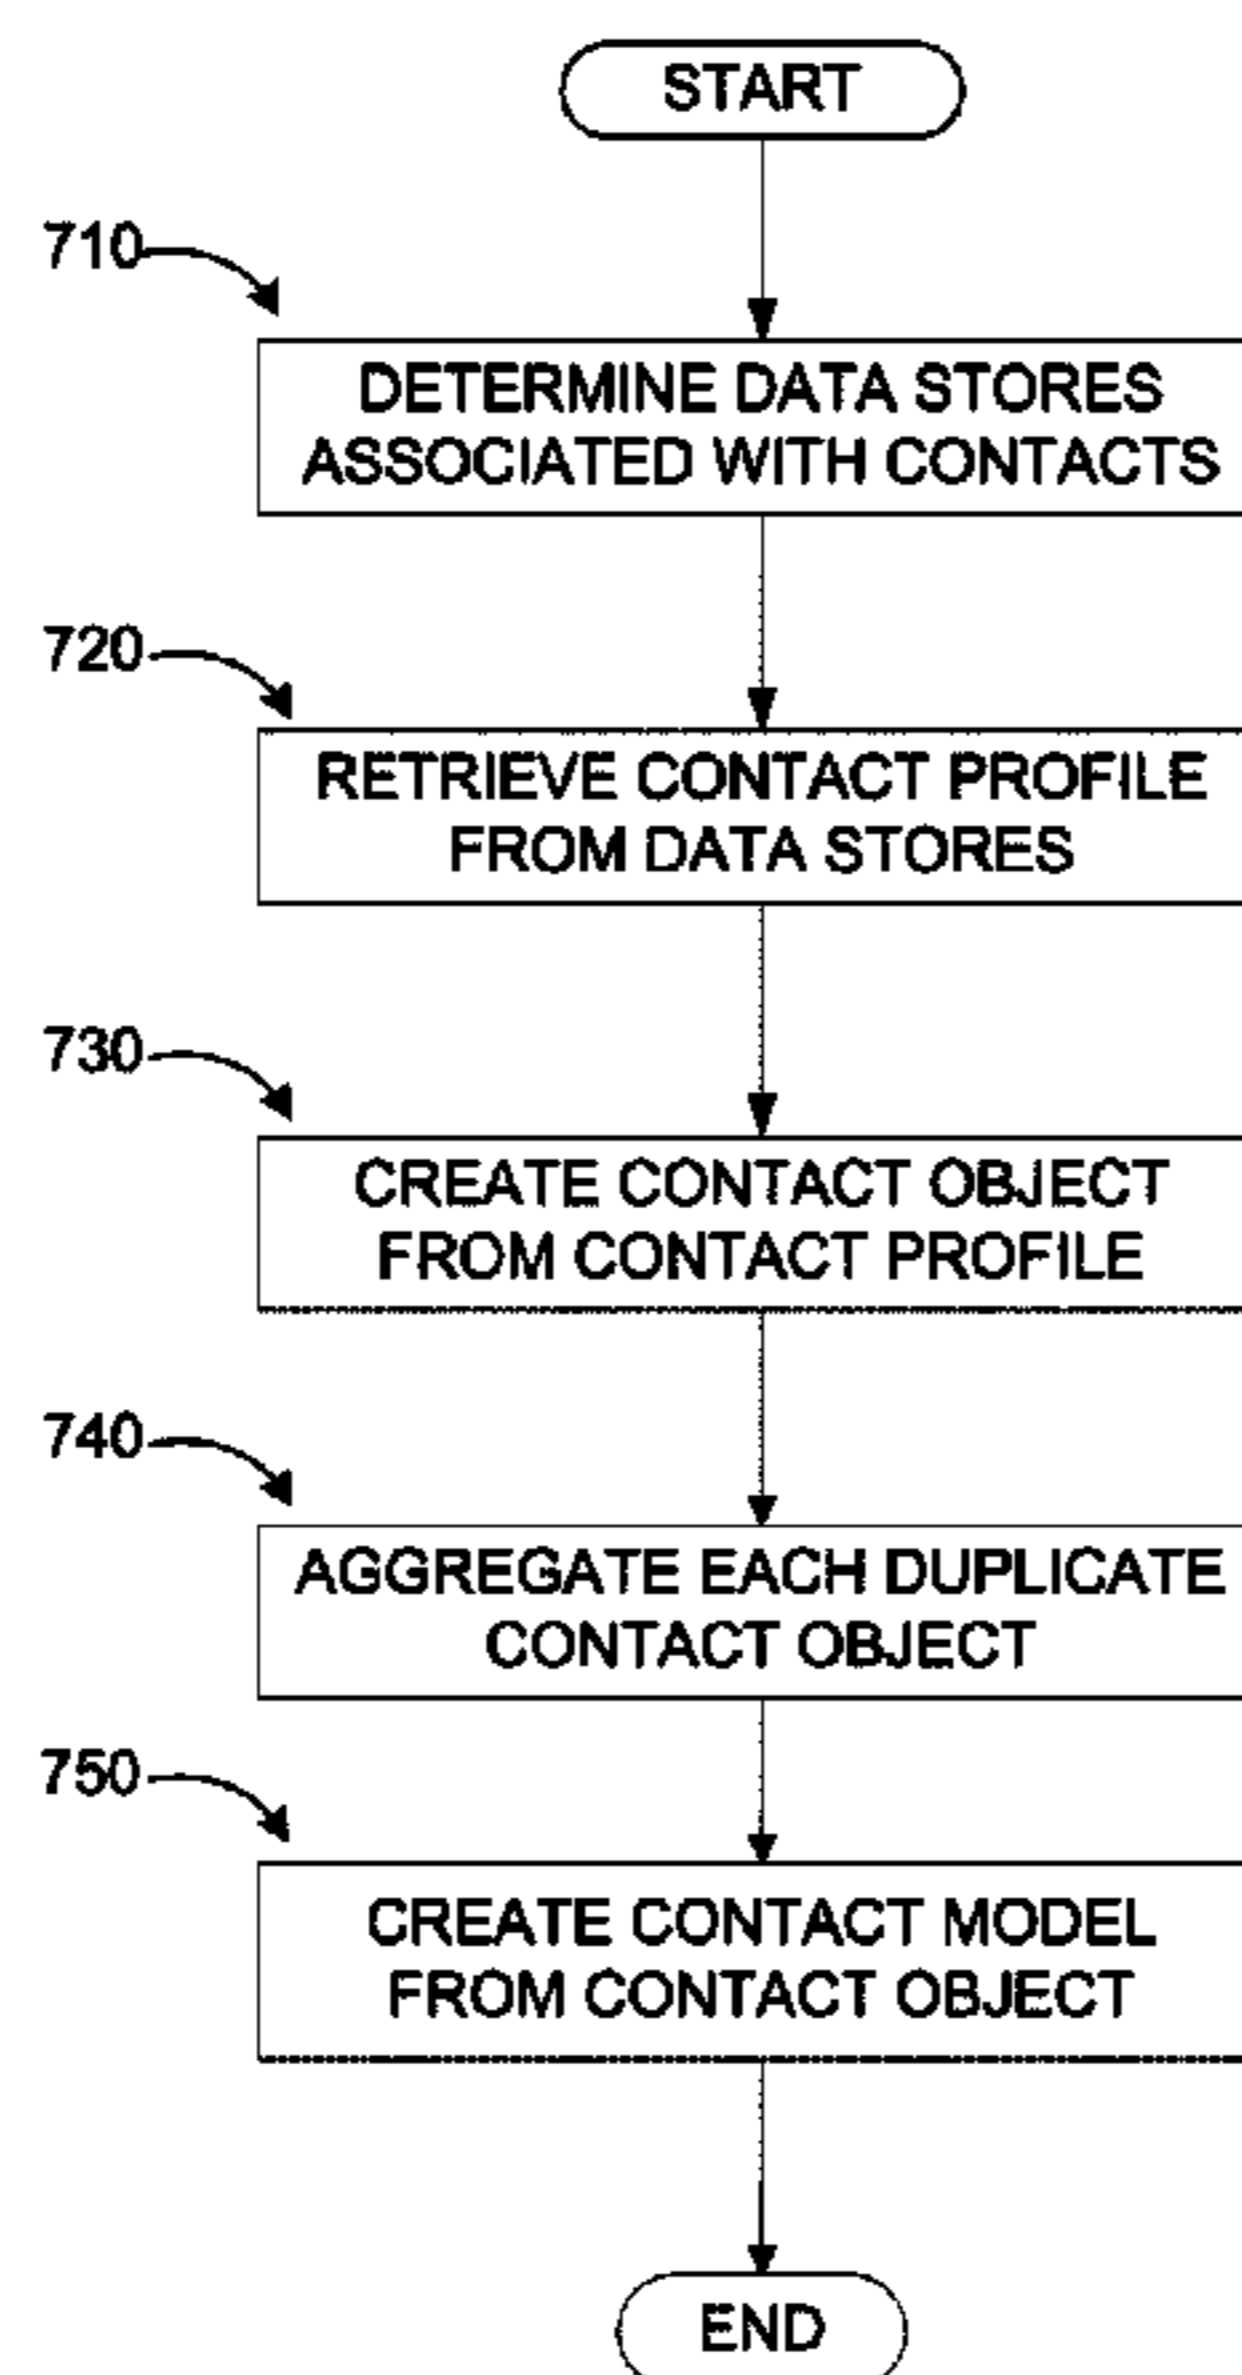 START
710
DETERMINE DATA STORES
ASSOCIATED WITH CONTACTS
720
RETRIEVE CONTACT PROFILE
FROM DATA STORES
730
CREATE CONTACT OBJECT
FROM CONTACT PROFILE
740
AGGREGATE EACH DUPLICATE
CONTACT OBJECT
750
CREATE CONTACT MODEL
FROM CONTACT OBJECT
END